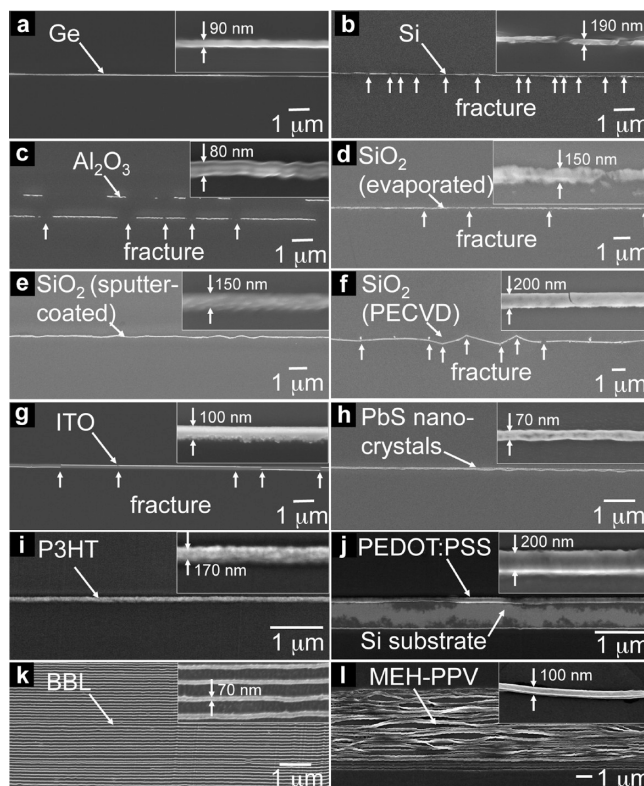 a
90 nm
Ge
1 μm
b
190 nm
Si
fracture
1 μm
c
80 nm
Al₂O₃
fracture
1 μm
d
SiO₂
(evaporated)
150 nm
fracture
1 μm
e
SiO₂ (sputter-
coated)
150 nm
1 μm
f
SiO₂
(PECVD)
200 nm
fracture
1 μm
g
100 nm
ITO
fracture
1 μm
h
PbS nano-
crystals
70 nm
1 μm
i
P3HT
170 nm
1 μm
j
PEDOT:PSS
200 nm
Si substrate
1 μm
k
BBL
70 nm
1 μm
l
MEH-PPV
100 nm
1 μm